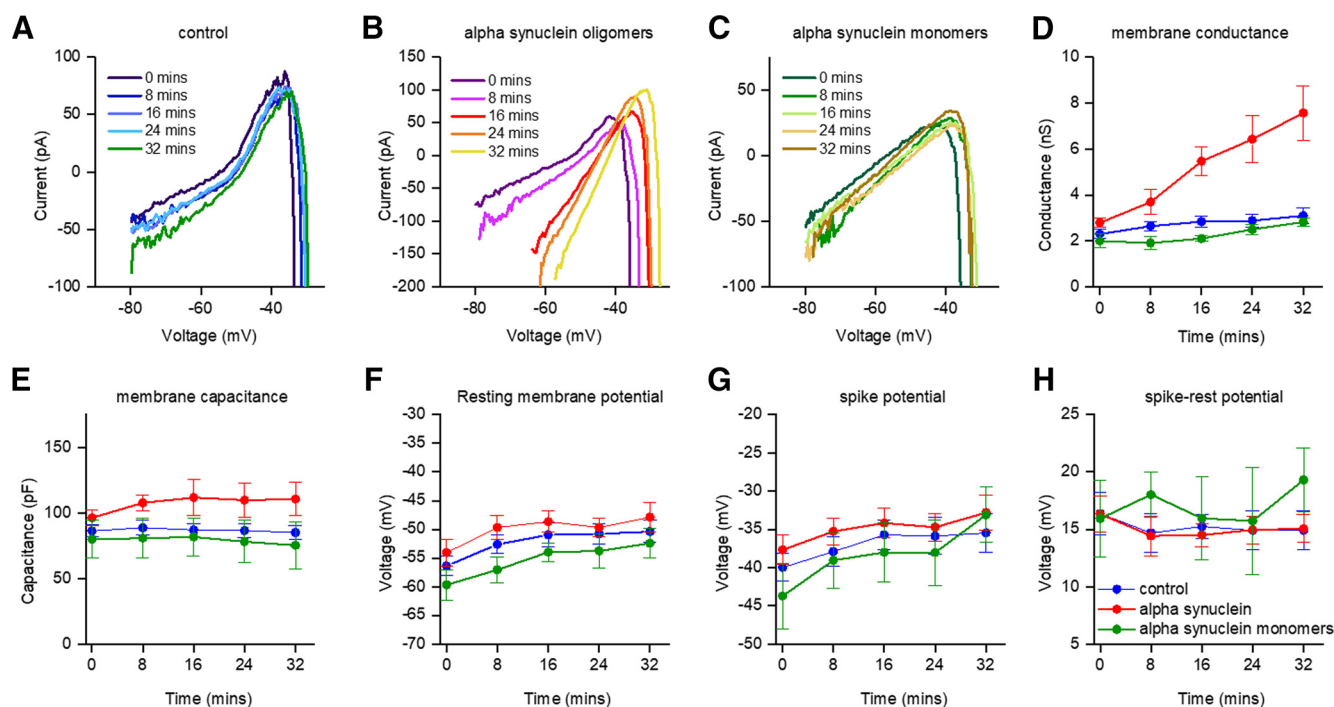 A
control
Current (pA)
100
50
0
-50
-100
0 mins
8 mins
16 mins
24 mins
32 mins
-80
-60
-40
Voltage (mV)
B
alpha synuclein oligomers
Current (pA)
150
100
50
0
-50
-100
-150
-200
0 mins
8 mins
16 mins
24 mins
32 mins
-80
-60
-40
Voltage (mV)
C
alpha synuclein monomers
Current (pA)
100
50
0
-50
-100
0 mins
8 mins
16 mins
24 mins
32 mins
-80
-60
-40
Voltage (mV)
D
membrane conductance
Conductance (nS)
10
8
6
4
2
0
0
8
16
24
32
Time (mins)
E
membrane capacitance
Capacitance (pF)
150
100
50
0
0
8
16
24
32
Time (mins)
F
Resting membrane potential
Voltage (mV)
-30
-35
-40
-45
-50
-55
-60
-65
-70
0
8
16
24
32
Time (mins)
G
spike potential
Voltage (mV)
-20
-25
-30
-35
-40
-45
-50
0
8
16
24
32
Time (mins)
H
spike-rest potential
Voltage (mV)
25
20
15
10
5
control
alpha synuclein
alpha synuclein monomers
0
8
16
24
32
Time (mins)